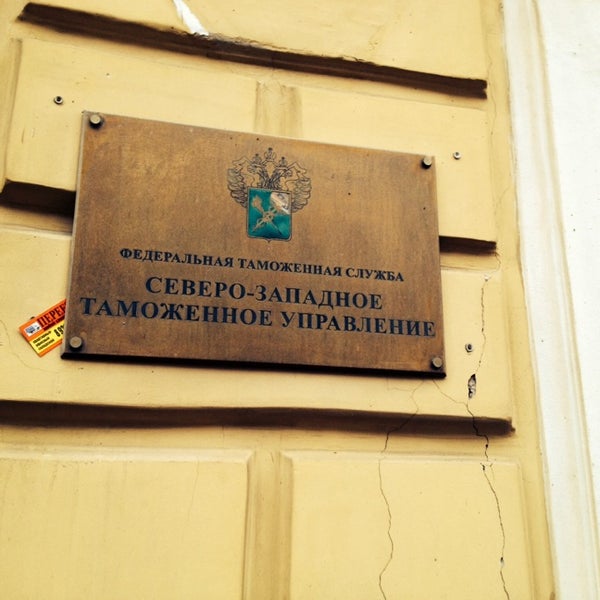 ФЕДЕРАЛЬНАЯ ТАМОЖЕННАЯ СЛУЖБА
СЕВЕРО-ЗАПАДНОЕ
ТАМОЖЕННОЕ УПРАВЛЕНИЕ